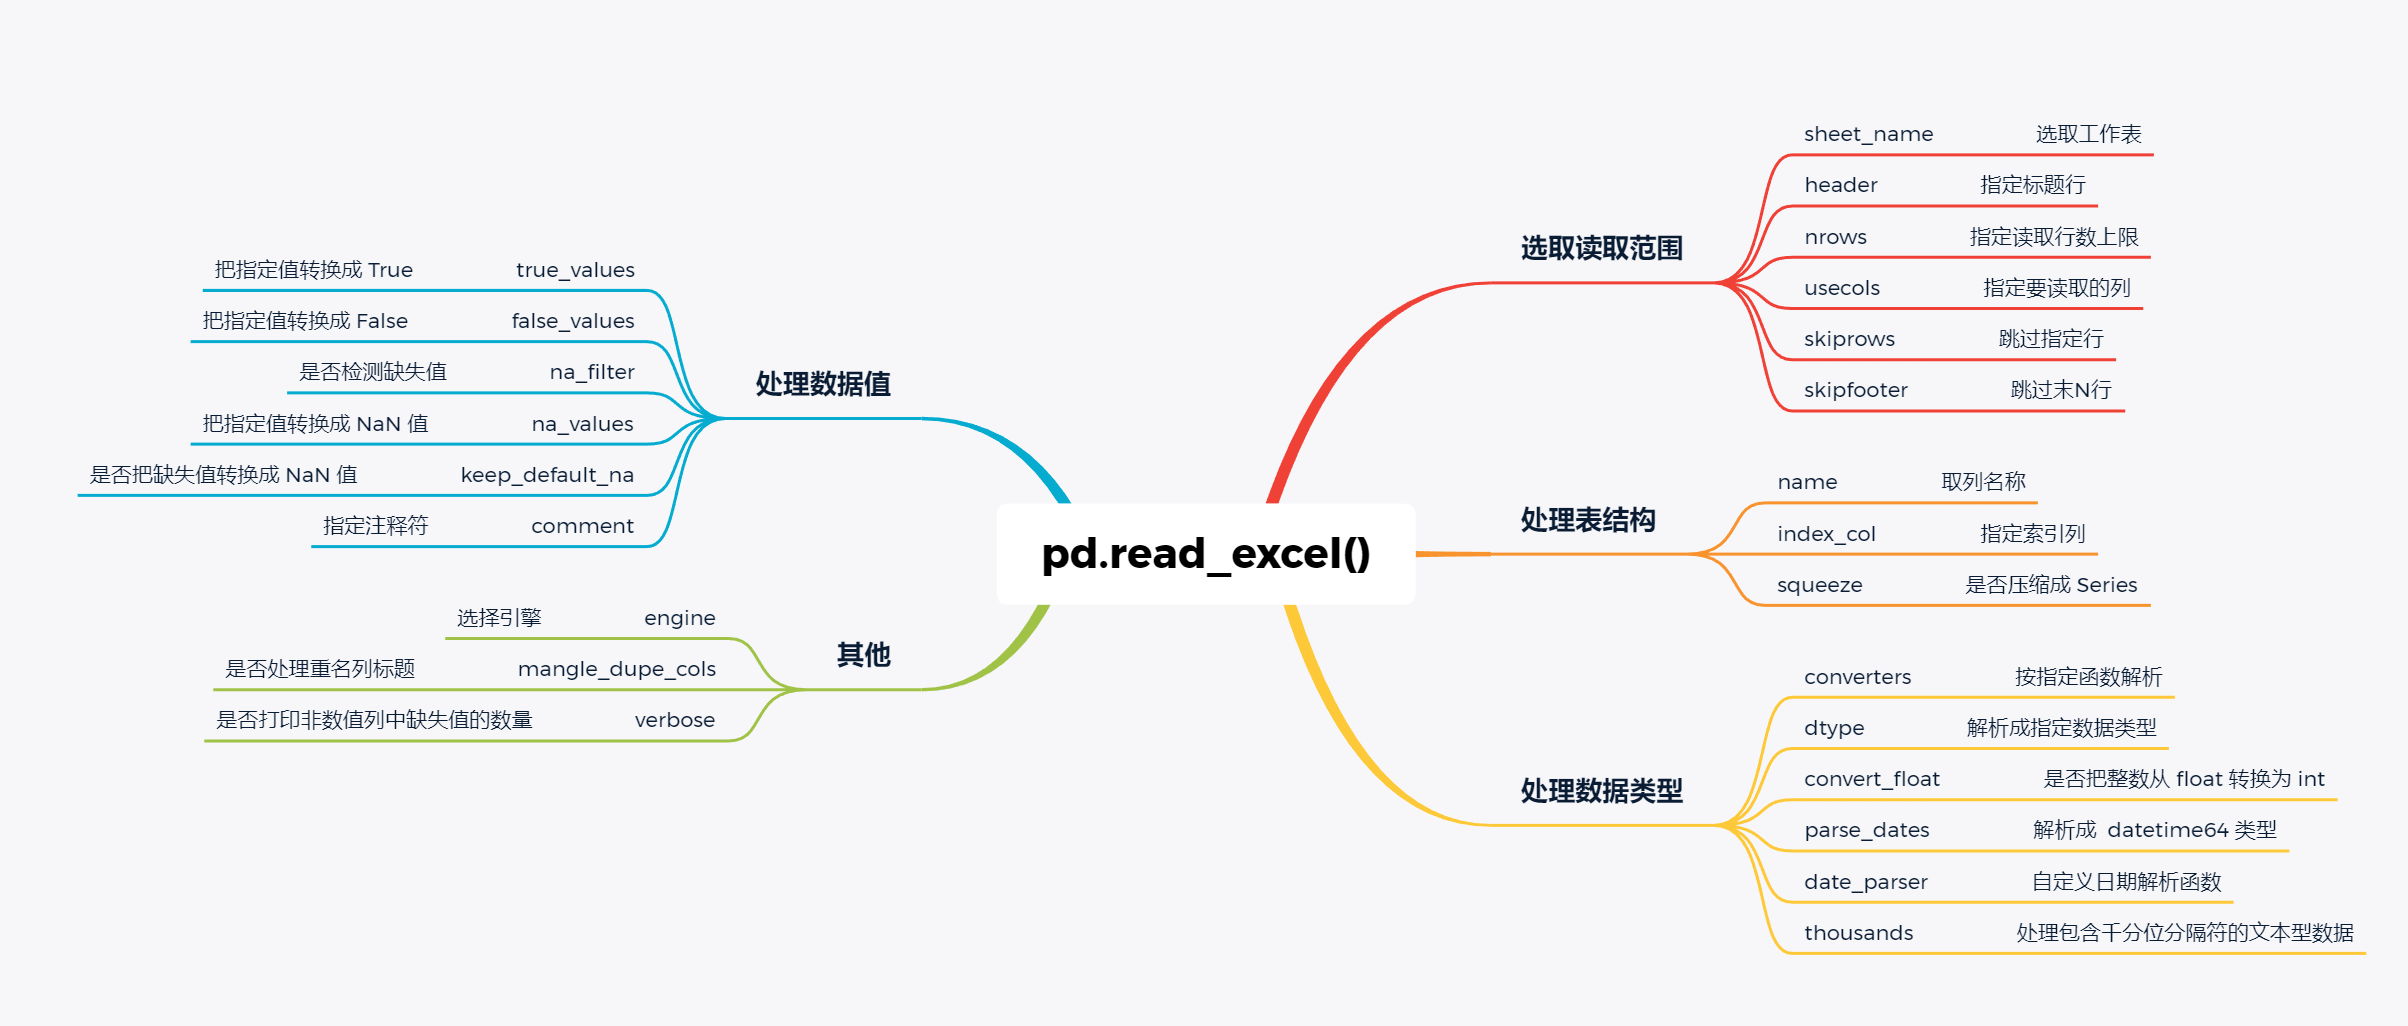 pd.read_excel()
选取读取范围
sheet_name 选取工作表
header 指定标题行
nrows 指定读取行数上限
usecols 指定要读取的列
skiprows 跳过指定行
skipfooter 跳过末N行
处理表结构
name 取列名称
index_col 指定索引列
squeeze 是否压缩成 Series
处理数据类型
converters 按指定函数解析
dtype 解析成指定数据类型
convert_float 是否把整数从 float 转换为 int
parse_dates 解析成 datetime64 类型
date_parser 自定义日期解析函数
thousands 处理包含千分位分隔符的文本型数据
处理数据值
把指定值转换成 True true_values
把指定值转换成 False false_values
是否检测缺失值 na_filter
把指定值转换成 NaN 值 na_values
是否把缺失值转换成 NaN 值 keep_default_na
指定注释符 comment
其他
选择引擎 engine
是否处理重名列标题 mangle_dupe_cols
是否打印非数值列中缺失值的数量 verbose